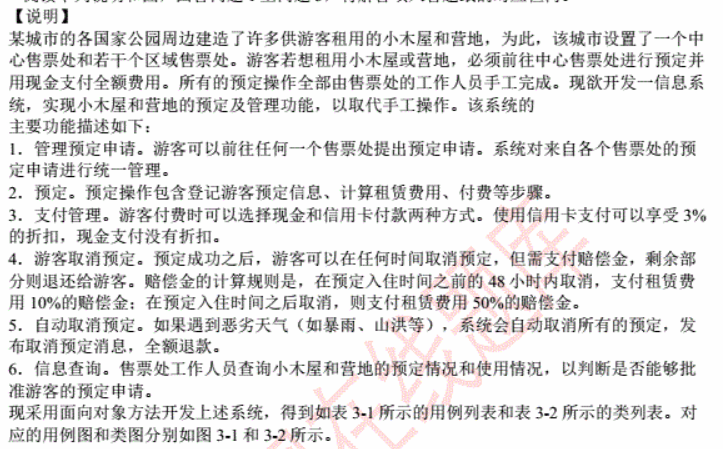 【说明】
某城市的各国家公园周边建造了许多供游客租用的小木屋和营地，为此，该城市设置了一个中
心售票处和若干个区域售票处。游客若想租用小木屋或营地，必须前往中心售票处进行预定并
用现金支付全额费用。所有的预定操作全部由售票处的工作人员手工完成。现欲开发一信息系
统，实现小木屋和营地的预定及管理功能，以取代手工操作。该系统的
主要功能描述如下：
1．管理预定申请。游客可以前往任何一个售票处提出预定申请。系统对来自各个售票处的预
定申请进行统一管理。
2．预定。预定操作包含登记游客预定信息、计算租赁费用、付费等步骤。
3．支付管理。游客付费时可以选择现金和信用卡付款两种方式。使用信用卡支付可以享受 3%
的折扣，现金支付没有折扣。
4．游客取消预定。预定成功之后，游客可以在任何时间取消预定，但需支付赔偿金，剩余部
分则退还给游客。赔偿金的计算规则是，在预定入住时间之前的 48 小时内取消，支付租赁费
用 10%的赔偿金；在预定入住时间之后取消，则支付租赁费用 50%的赔偿金。
5．自动取消预定。如果遇到恶劣天气（如暴雨、山洪等），系统会自动取消所有的预定，发
布取消预定消息，全额退款。
6．信息查询。售票处工作人员查询小木屋和营地的预定情况和使用情况，以判断是否能够批
准游客的预定申请。
现采用面向对象方法开发上述系统，得到如表 3-1 所示的用例列表和表 3-2 所示的类列表。对
应的用例图和类图分别如图 3-1 和 3-2 所示。
在线题库